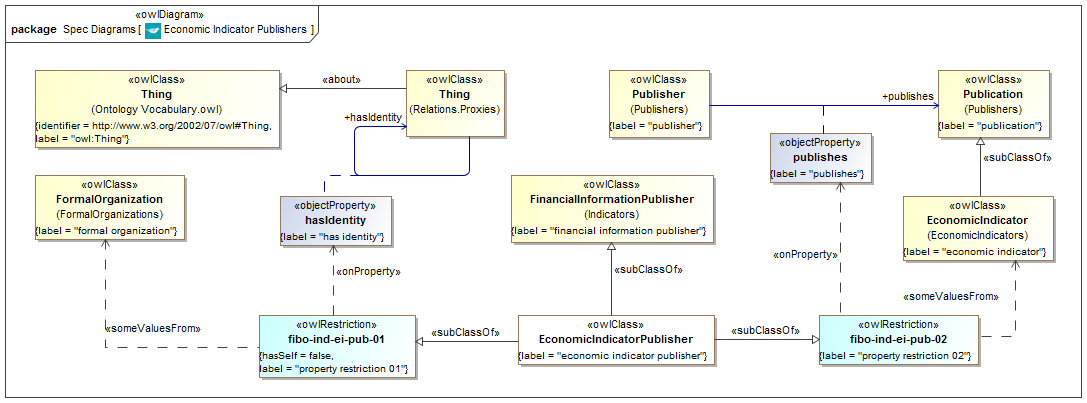 «owlDiagram»
package Spec Diagrams [ Economic Indicator Publishers ]
«owlClass»
Thing
(Ontology Vocabulary.owl)
{identifier = http://www.w3.org/2002/07/owl#Thing,
label = "owl:Thing"}
«about»
«owlClass»
Thing
(Relations.Proxies)
+hasIdentity
«owlClass»
Publisher
(Publishers)
{label = "publisher"}
+publishes
«owlClass»
Publication
(Publishers)
{label = "publication"}
«objectProperty»
publishes
{label = "publishes"}
«subClassOf»
«owlClass»
FormalOrganization
(FormalOrganizations)
{label = "formal organization"}
«objectProperty»
hasIdentity
{label = "has identity"}
«owlClass»
FinancialInformationPublisher
(Indicators)
{label = "financial information publisher"}
«owlClass»
EconomicIndicator
(EconomicIndicators)
{label = "economic indicator"}
«onProperty»
«subClassOf»
«onProperty»
«someValuesFrom»
«someValuesFrom»
«owlRestriction»
fibo-ind-ei-pub-01
{hasSelf = false,
label = "property restriction 01"}
«subClassOf»
«owlClass»
EconomicIndicatorPublisher
{label = "economic indicator publisher"}
«subClassOf»
«owlRestriction»
fibo-ind-ei-pub-02
{label = "property restriction 02"}